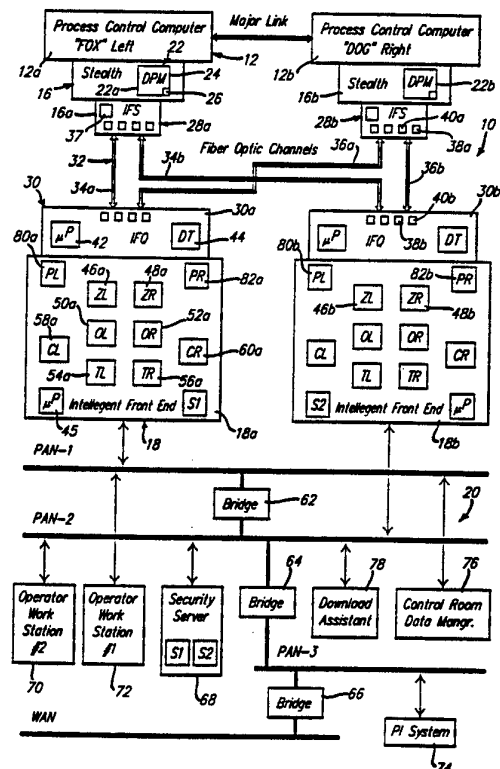 Major Link
Process Control Computer
"FOX" Left
Process Control Computer
"DOG" Right
12a
22
12
12b
Stealth
DPM
24
Stealth
DPM
22b
16
22a
26
16b
16a
IFS
IFS
40a
37
28a
28b
38a
32
Fiber Optic Channels
36a
10
34b
34a
36b
30
30a
40b
30b
µP
42
IFO
DT
44
µP
IFO
38b
DT
80a
PL
46a
48a
PR
82a
80b
PL
PR
82b
ZL
ZR
46b
ZL
ZR
48b
50a
52a
58a
OL
OR
OL
OR
CL
CR
60a
CL
CR
54a
TL
TR
56a
TL
TR
µP
Intellegent Front End
S1
S2
Intellegent Front End
µP
45
18
18a
18b
PAN-1
Bridge
62
20
PAN-2
64
78
76
Operator
Work
Station
#2
Operator
Work
Station
#1
Security
Server
S1
S2
Bridge
Download
Assistant
Control Room
Data Mangr.
70
72
68
PAN-3
Bridge
66
WAN
PI System
74